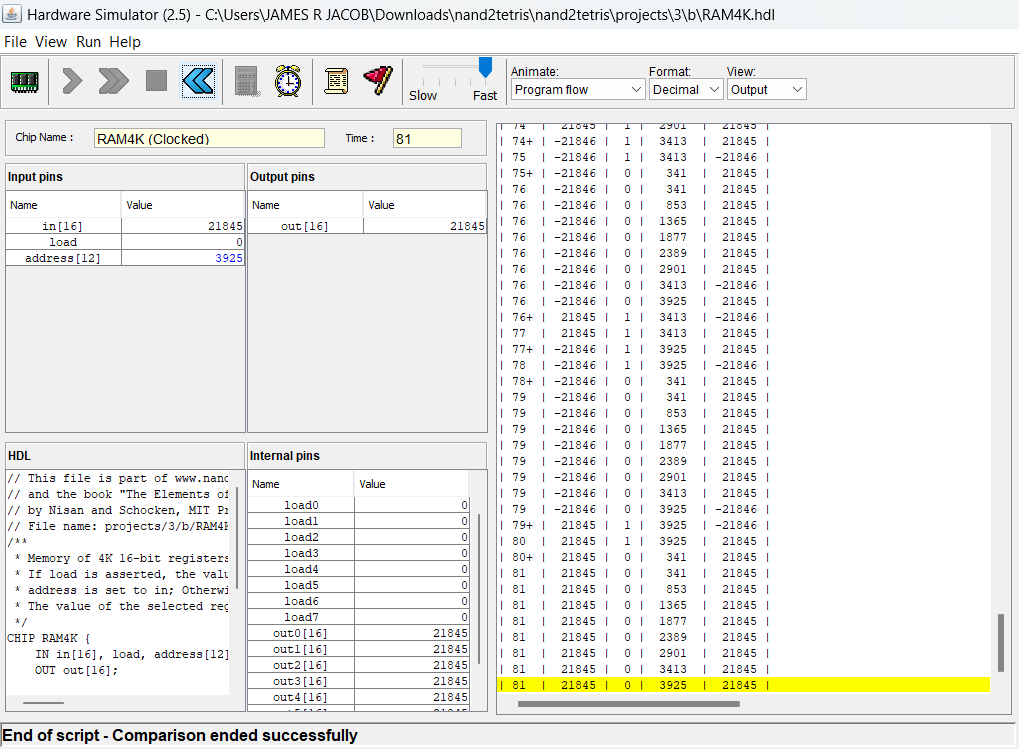 Hardware Simulator (2.5) - C:\Users\JAMES R JACOB\Downloads\nand2tetris\nand2tetris\projects\3\b\RAM4K.hdl
File View Run Help
Slow Fast
Animate: Format: View:
Program flow Decimal Output
Chip Name : RAM4K (Clocked) Time : 81
Input pins
Name Value
in[16] 21845
load 0
address[12] 3925
Output pins
Name Value
out[16] 21845
HDL
// This file is part of www.nand
// and the book "The Elements of
// by Nisan and Schocken, MIT Pr
// File name: projects/3/b/RAM4K
/**
* Memory of 4K 16-bit registers
* If load is asserted, the valu
* address is set to in; Otherwi
* The value of the selected reg
*/
CHIP RAM4K {
IN in[16], load, address[12]
OUT out[16];
Internal pins
Name Value
load0 0
load1 0
load2 0
load3 0
load4 0
load5 0
load6 0
load7 0
out0[16] 21845
out1[16] 21845
out2[16] 21845
out3[16] 21845
out4[16] 21845
| 74 | 21845 | 1 | 2901 | 21845 |
| 74+ | -21846 | 1 | 3413 | 21845 |
| 75 | -21846 | 1 | 3413 | -21846 |
| 75+ | -21846 | 0 | 341 | 21845 |
| 76 | -21846 | 0 | 341 | 21845 |
| 76 | -21846 | 0 | 853 | 21845 |
| 76 | -21846 | 0 | 1365 | 21845 |
| 76 | -21846 | 0 | 1877 | 21845 |
| 76 | -21846 | 0 | 2389 | 21845 |
| 76 | -21846 | 0 | 2901 | 21845 |
| 76 | -21846 | 0 | 3413 | -21846 |
| 76 | -21846 | 0 | 3925 | 21845 |
| 76+ | 21845 | 1 | 3413 | -21846 |
| 77 | 21845 | 1 | 3413 | 21845 |
| 77+ | -21846 | 1 | 3925 | 21845 |
| 78 | -21846 | 1 | 3925 | -21846 |
| 78+ | -21846 | 0 | 341 | 21845 |
| 79 | -21846 | 0 | 341 | 21845 |
| 79 | -21846 | 0 | 853 | 21845 |
| 79 | -21846 | 0 | 1365 | 21845 |
| 79 | -21846 | 0 | 1877 | 21845 |
| 79 | -21846 | 0 | 2389 | 21845 |
| 79 | -21846 | 0 | 2901 | 21845 |
| 79 | -21846 | 0 | 3413 | 21845 |
| 79 | -21846 | 0 | 3925 | -21846 |
| 79+ | 21845 | 1 | 3925 | -21846 |
| 80 | 21845 | 1 | 3925 | 21845 |
| 80+ | 21845 | 0 | 341 | 21845 |
| 81 | 21845 | 0 | 341 | 21845 |
| 81 | 21845 | 0 | 853 | 21845 |
| 81 | 21845 | 0 | 1365 | 21845 |
| 81 | 21845 | 0 | 1877 | 21845 |
| 81 | 21845 | 0 | 2389 | 21845 |
| 81 | 21845 | 0 | 2901 | 21845 |
| 81 | 21845 | 0 | 3413 | 21845 |
| 81 | 21845 | 0 | 3925 | 21845 |
End of script - Comparison ended successfully